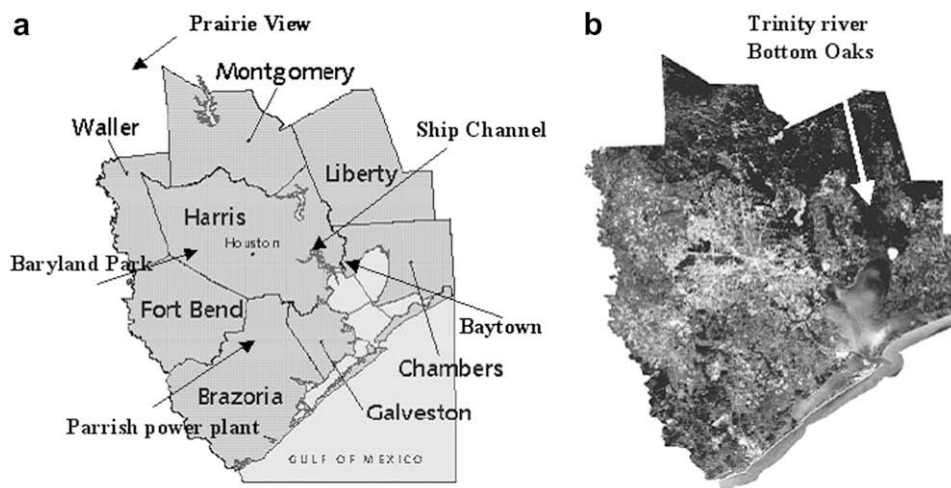 a
Prairie View
Montgomery
Waller
Ship Channel
Liberty
Harris
Houston
Baryland Park
Fort Bend
Baytown
Chambers
Brazoria
Galveston
Parrish power plant
GULF OF MEXICO
b
Trinity river
Bottom Oaks